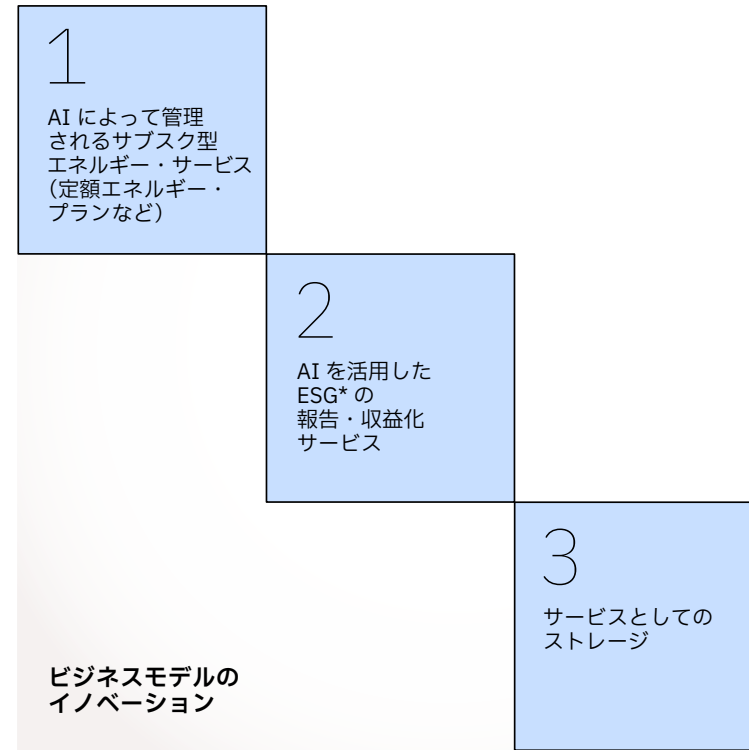 1
AI によって管理
されるサブスク型
エネルギー・サービス
（定額エネルギー・
プランなど）
2
AI を活用した
ESG* の
報告・収益化
サービス
3
サービスとしての
ストレージ
ビジネスモデルの
イノベーション